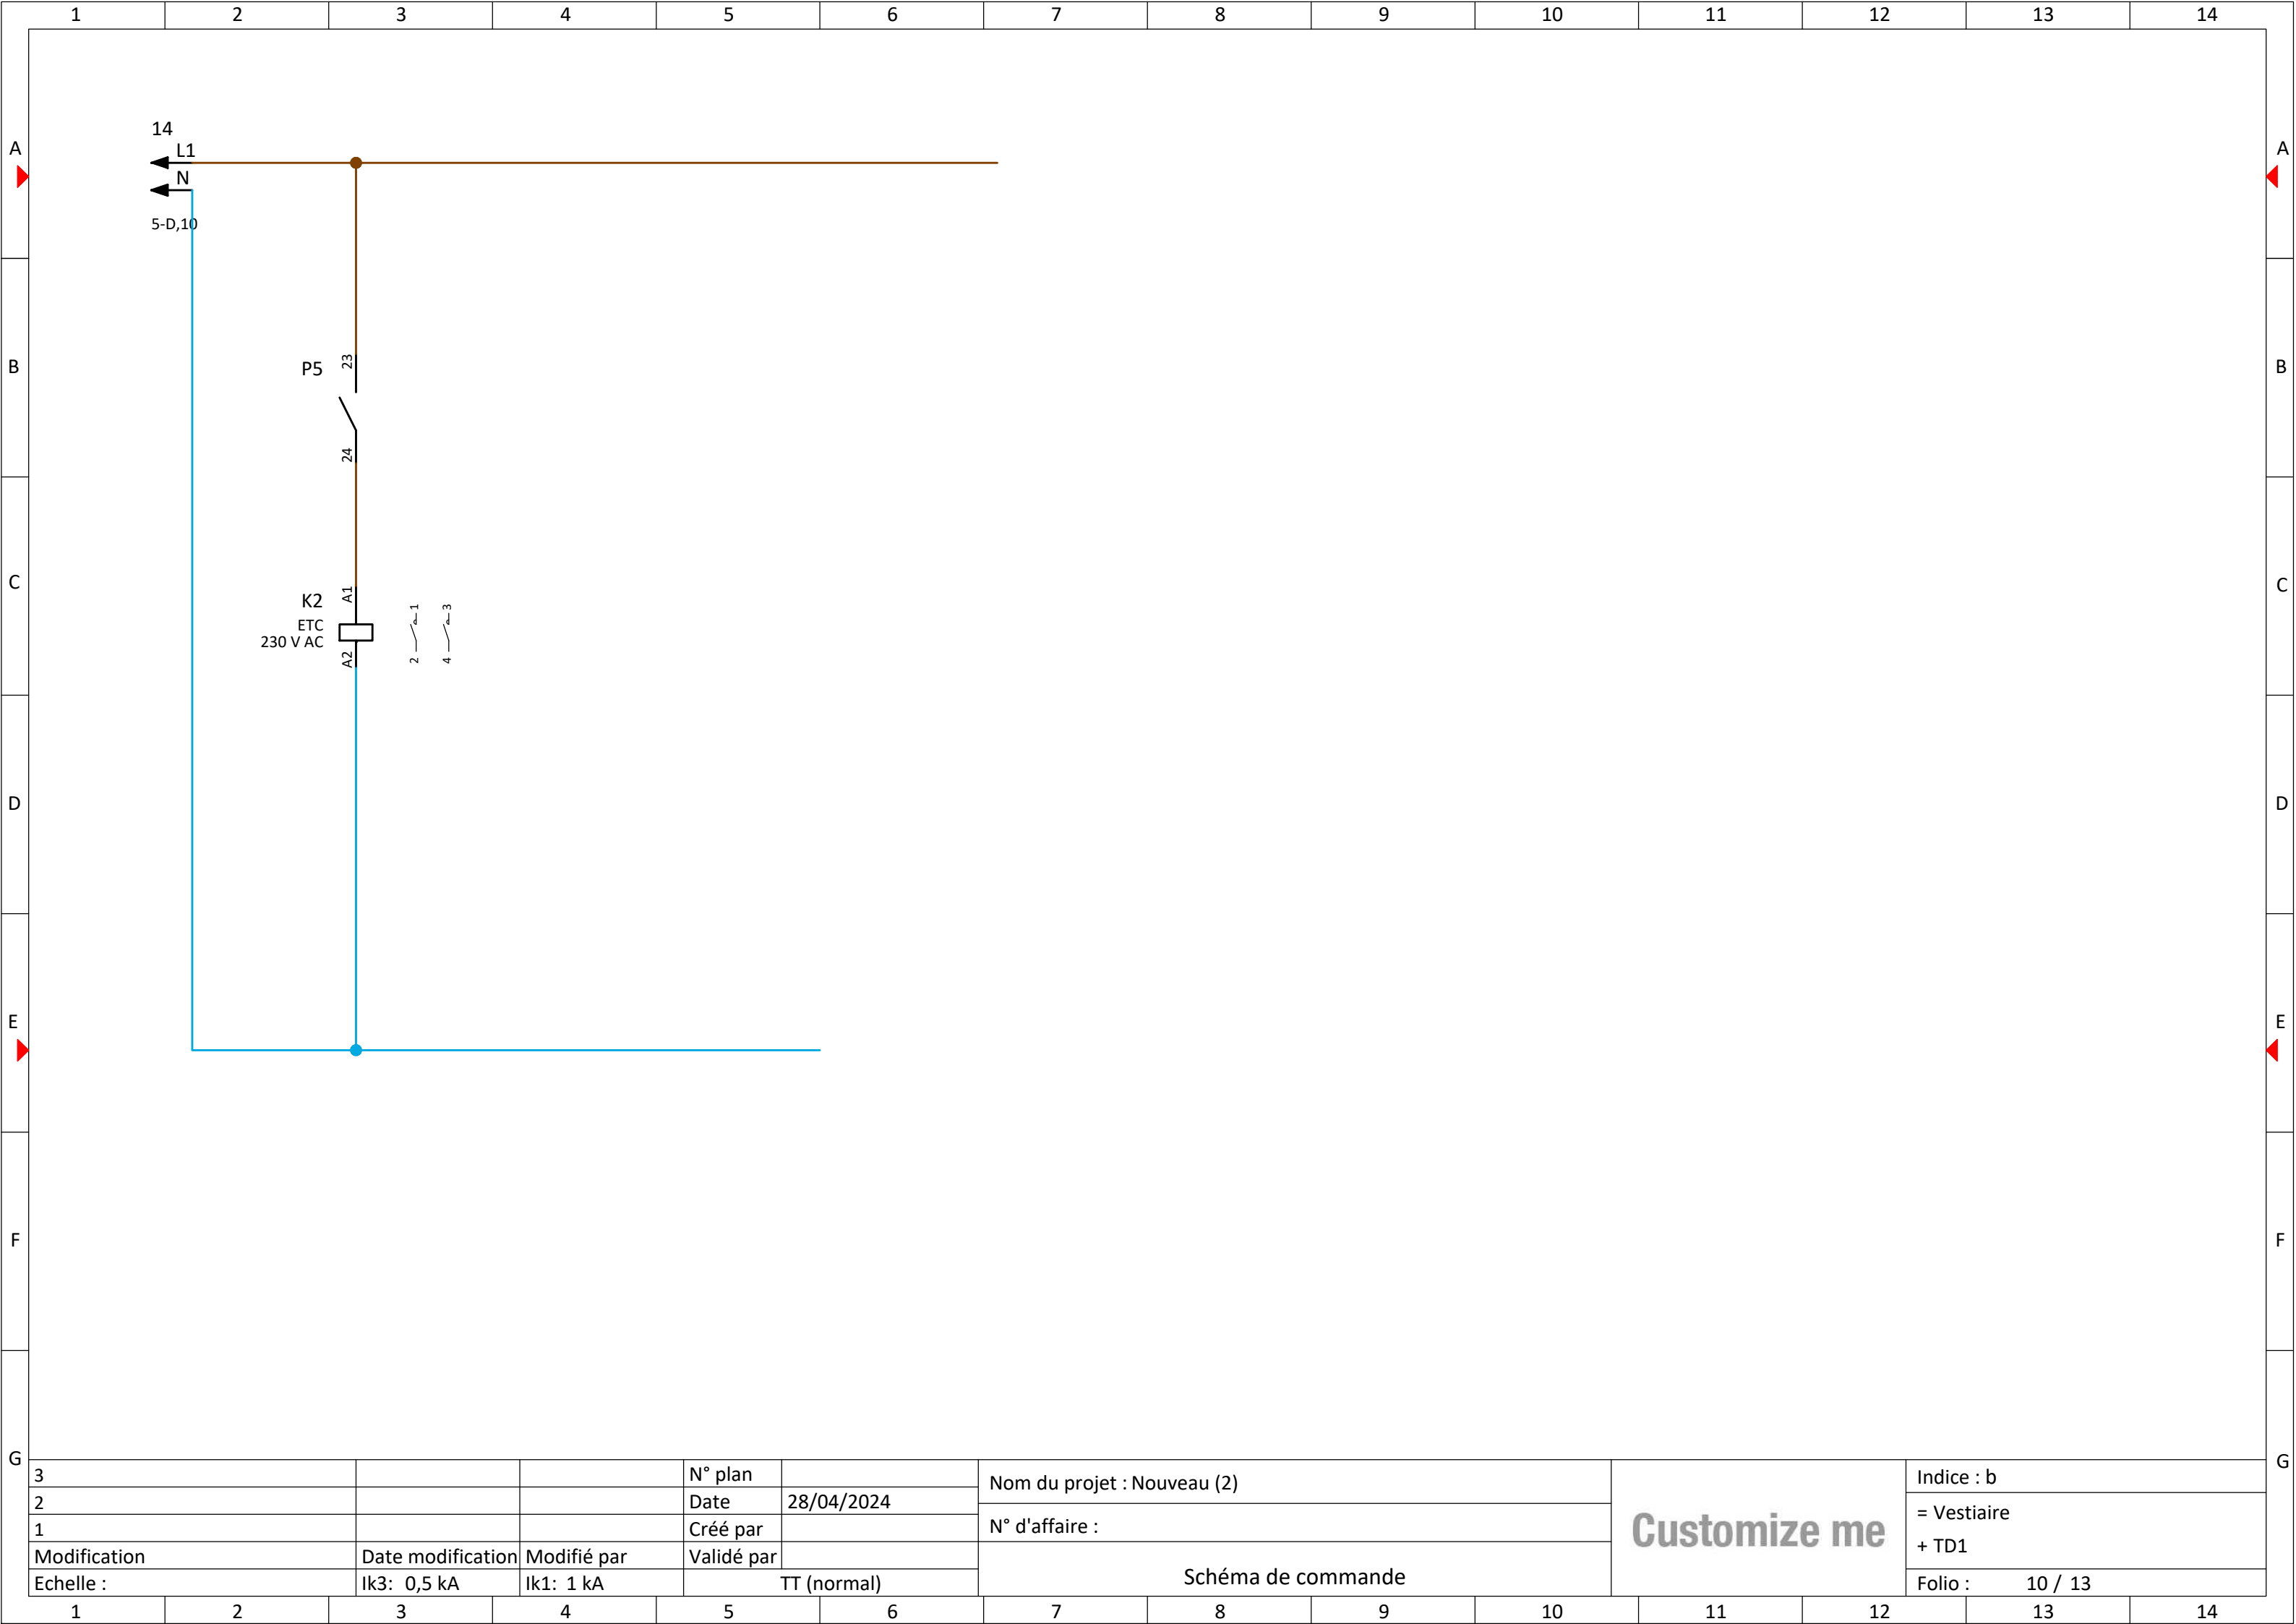 1 2 3 4 5 6 7 8 9 10 11 12 13 14
14
A L1 A
N
5-D,10
B P5 23 B
24
C K2 A1 1 3 C
ETC
230 V AC
A2 2 4
D D
E E
F F
G G
3 N° plan Nom du projet : Nouveau (2) Indice : b
2 Date 28/04/2024
1 Créé par N° d'affaire : Customize me = Vestiaire
+ TD1
Modification Date modification Modifié par Validé par
Schéma de commande
Echelle : Ik3: 0,5 kA Ik1: 1 kA TT (normal) Folio : 10 / 13
1 2 3 4 5 6 7 8 9 10 11 12 13 14